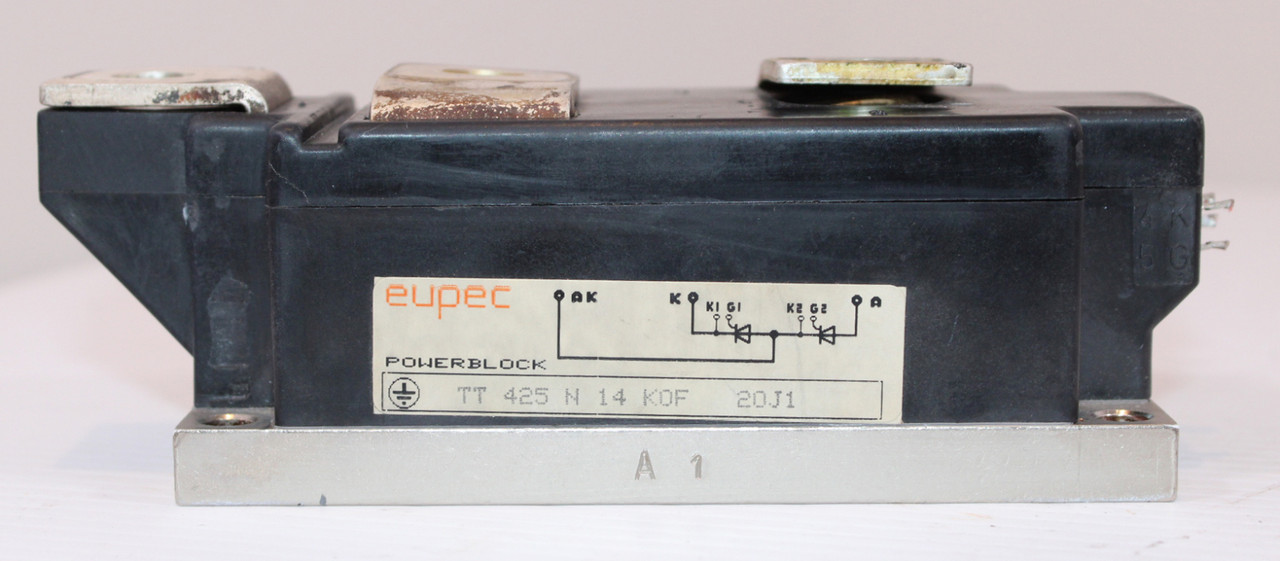 eupec
AK K A
K1 G1 K2 G2
POWERBLOCK
TT 425 N 14 KOF 20J1
K
G
A 1